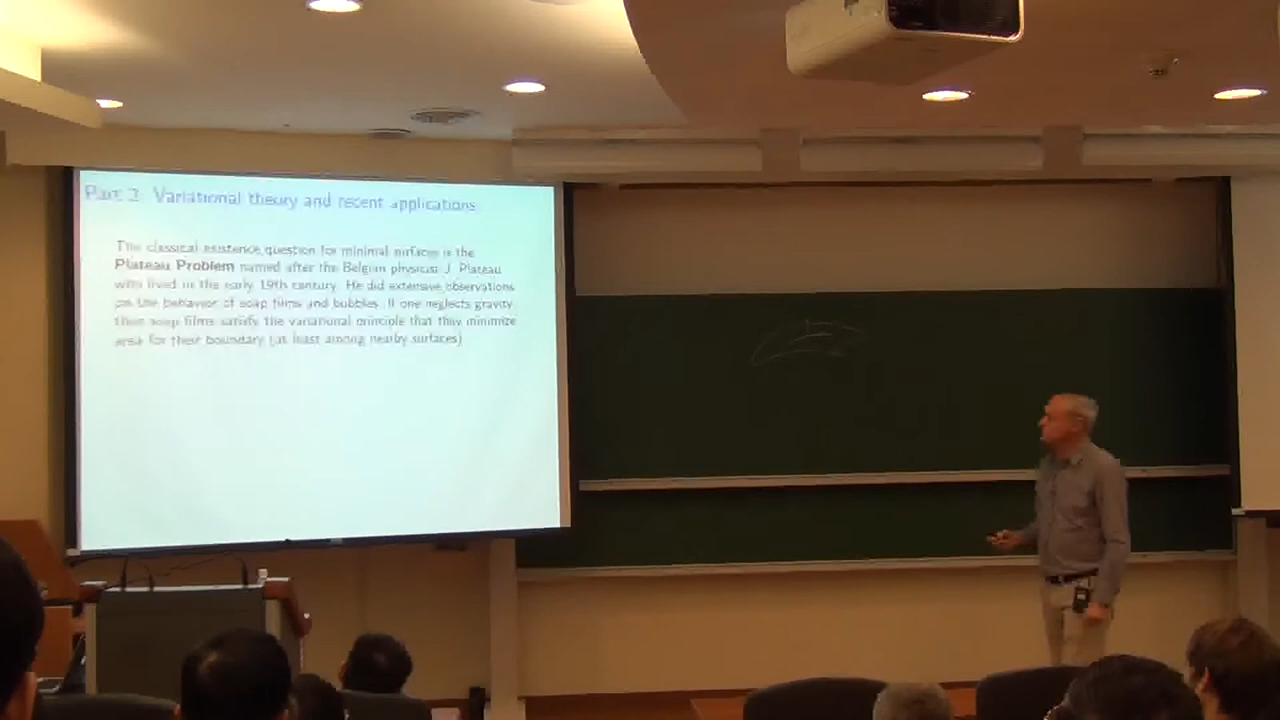 Part 2: Variational theory and recent applications
The classical existence question for minimal surfaces is the
Plateau Problem named after the Belgian physicist J. Plateau
who lived in the early 19th century. He did extensive observations
on the behavior of soap films and bubbles. If one neglects gravity
then soap films satisfy the variational principle that they minimize
area for their boundary (at least among nearby surfaces)